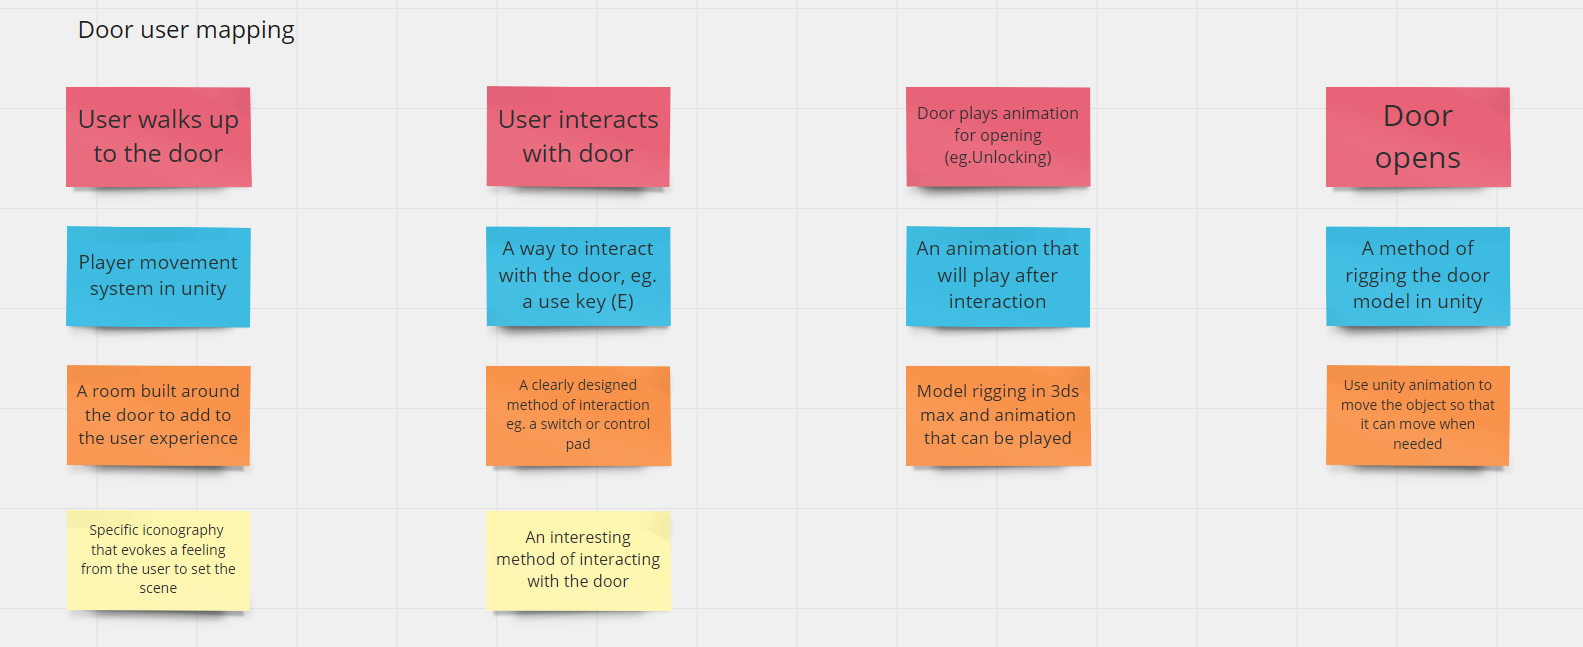 Door user mapping
User walks up
to the door
User interacts
with door
Door plays animation
for opening
(eg.Unlocking)
Door
opens
Player movement
system in unity
A way to interact
with the door, eg.
a use key (E)
An animation that
will play after
interaction
A method of
rigging the door
model in unity
A room built around
the door to add to
the user experience
A clearly designed
method of interaction
eg. a switch or control
pad
Model rigging in 3ds
max and animation
that can be played
Use unity animation to
move the object so that
it can move when
needed
Specific iconography
that evokes a feeling
from the user to set the
scene
An interesting
method of interacting
with the door